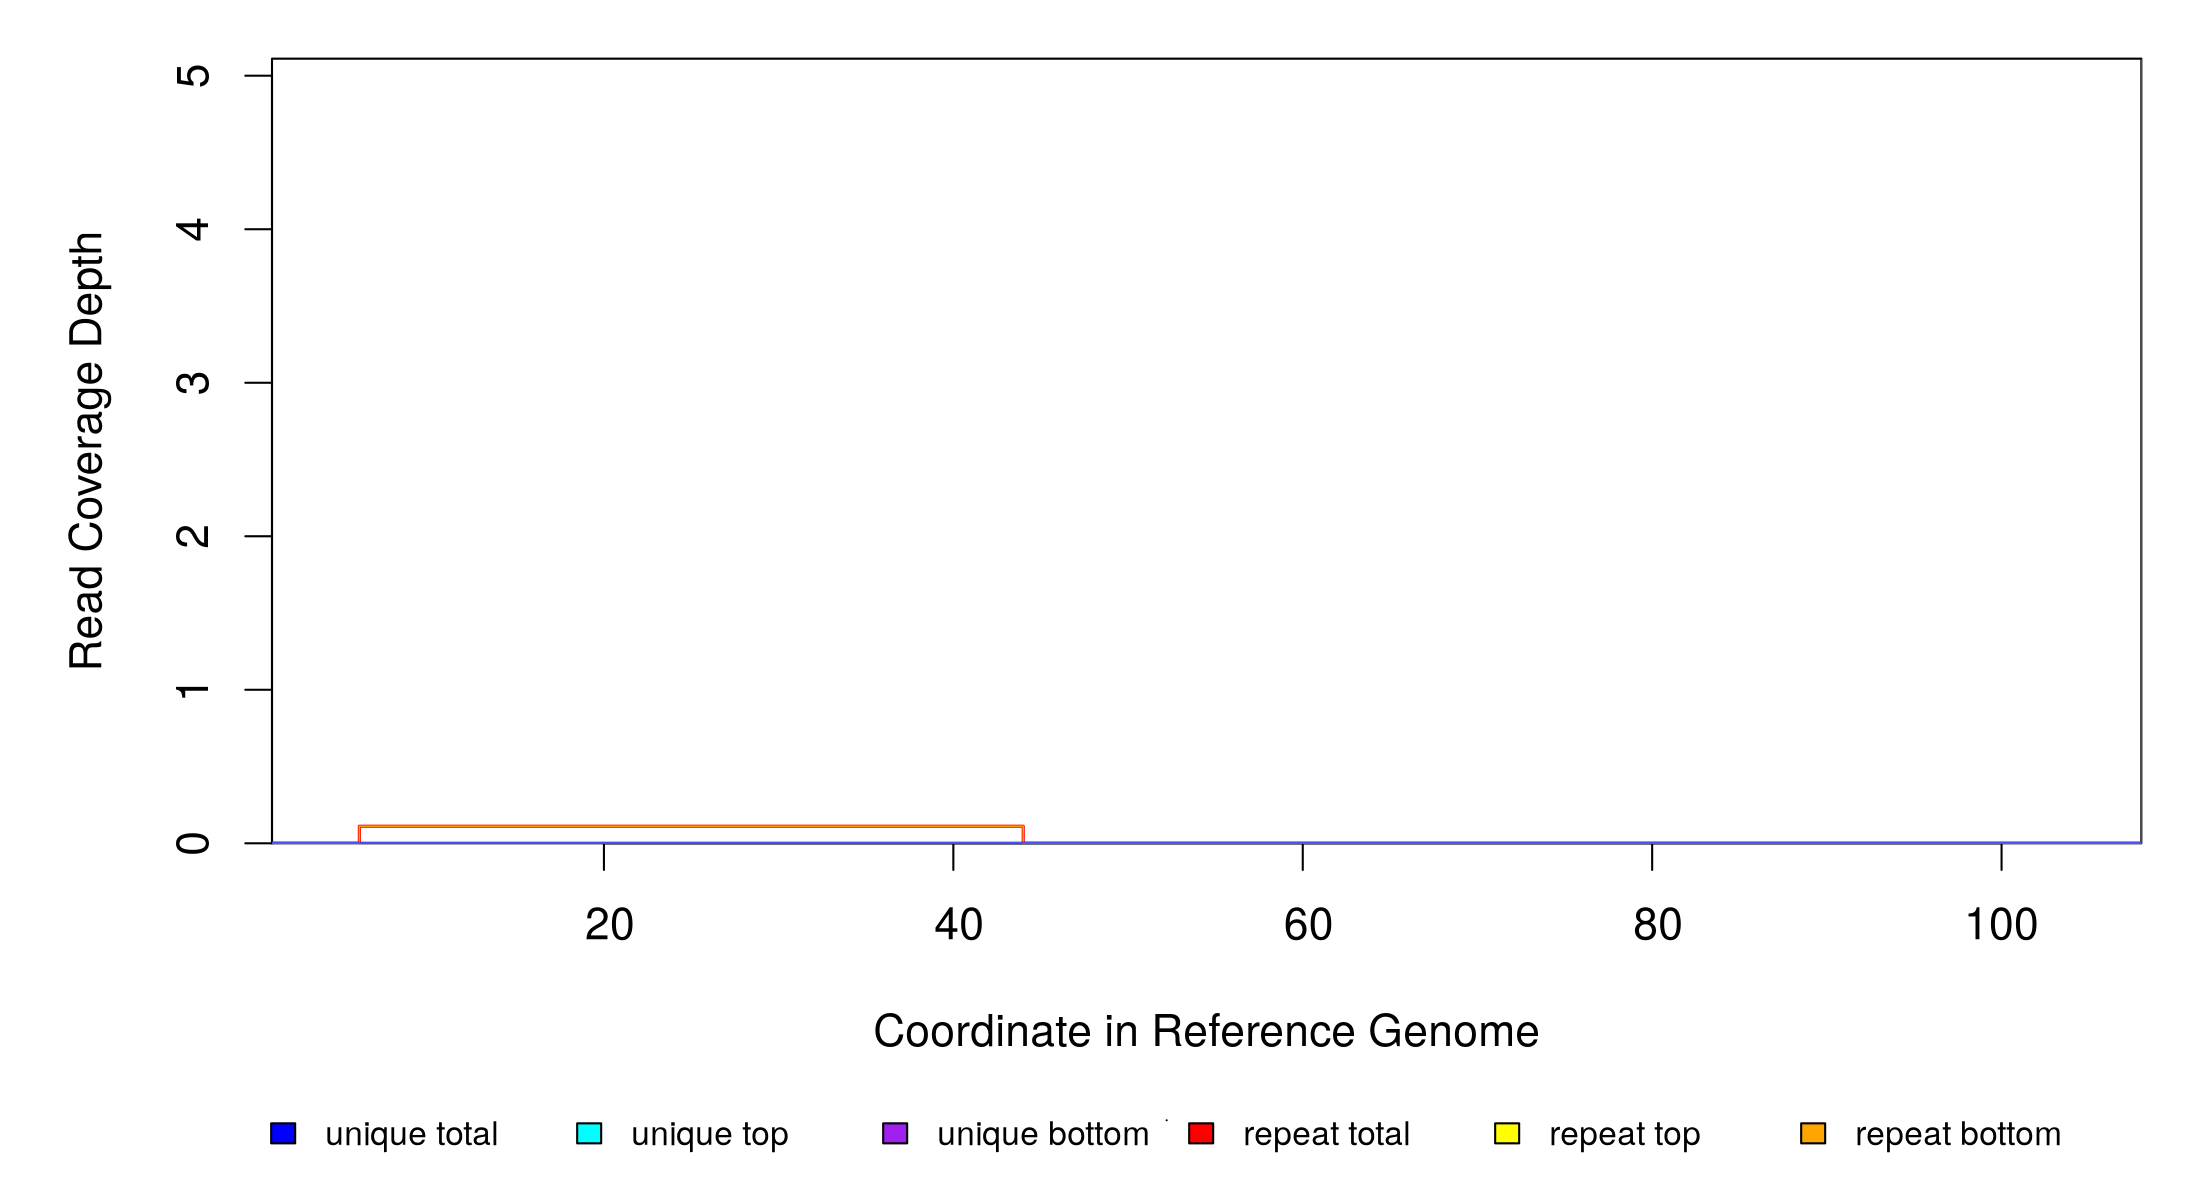 Read Coverage Depth
5
4
3
2
1
0
20 40 60 80 100
Coordinate in Reference Genome
unique total unique top unique bottom repeat total repeat top repeat bottom